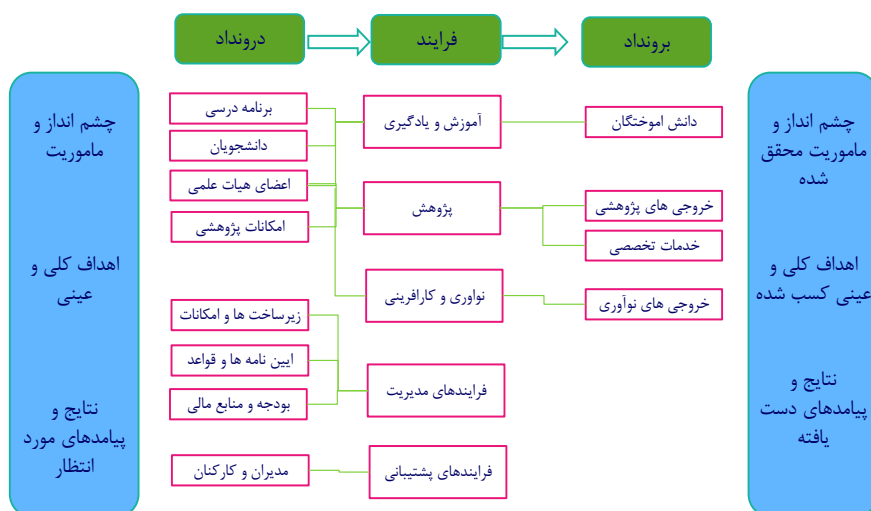 درونداد
فرایند
برونداد
چشم انداز و
ماموریت
اهداف کلی و
عینی
نتایج و
پیامدهای مورد
انتظار
برنامه درسی
دانشجویان
اعضای هیات علمی
امکانات پژوهشی
زیرساخت ها و امکانات
ایین نامه ها و قواعد
بودجه و منابع مالی
مدیران و کارکنان
آموزش و یادگیری
پژوهش
نواوری و کارافرینی
فرایندهای مدیریت
فرایندهای پشتیبانی
دانش اموختگان
خروجی های پژوهشی
خدمات تخصصی
خروجی های نوآوری
چشم انداز و
ماموریت محقق
شده
اهداف کلی و
عینی کسب شده
نتایج و
پیامدهای دست
یافته